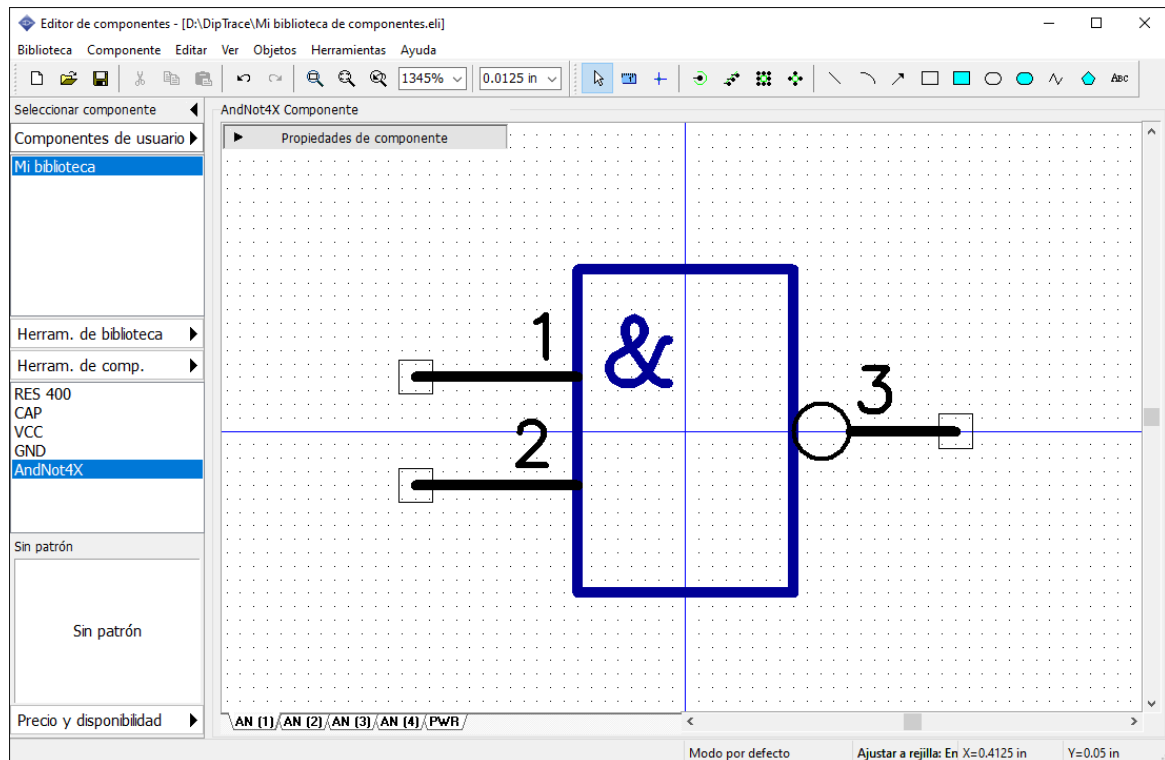 Editor de componentes - [D:\DipTrace\Mi biblioteca de componentes.eli]
Biblioteca Componente Editar Ver Objetos Herramientas Ayuda
1345% 0.0125 in ABC
Seleccionar componente
AndNot4X Componente
Componentes de usuario
Propiedades de componente
Mi biblioteca
Herram. de biblioteca
Herram. de comp.
RES 400
CAP
VCC
GND
AndNot4X
1
&
2
3
Sin patrón
Sin patrón
Precio y disponibilidad
AN (1) AN (2) AN (3) AN (4) PWR
Modo por defecto Ajustar a rejilla: En X=0.4125 in Y=0.05 in